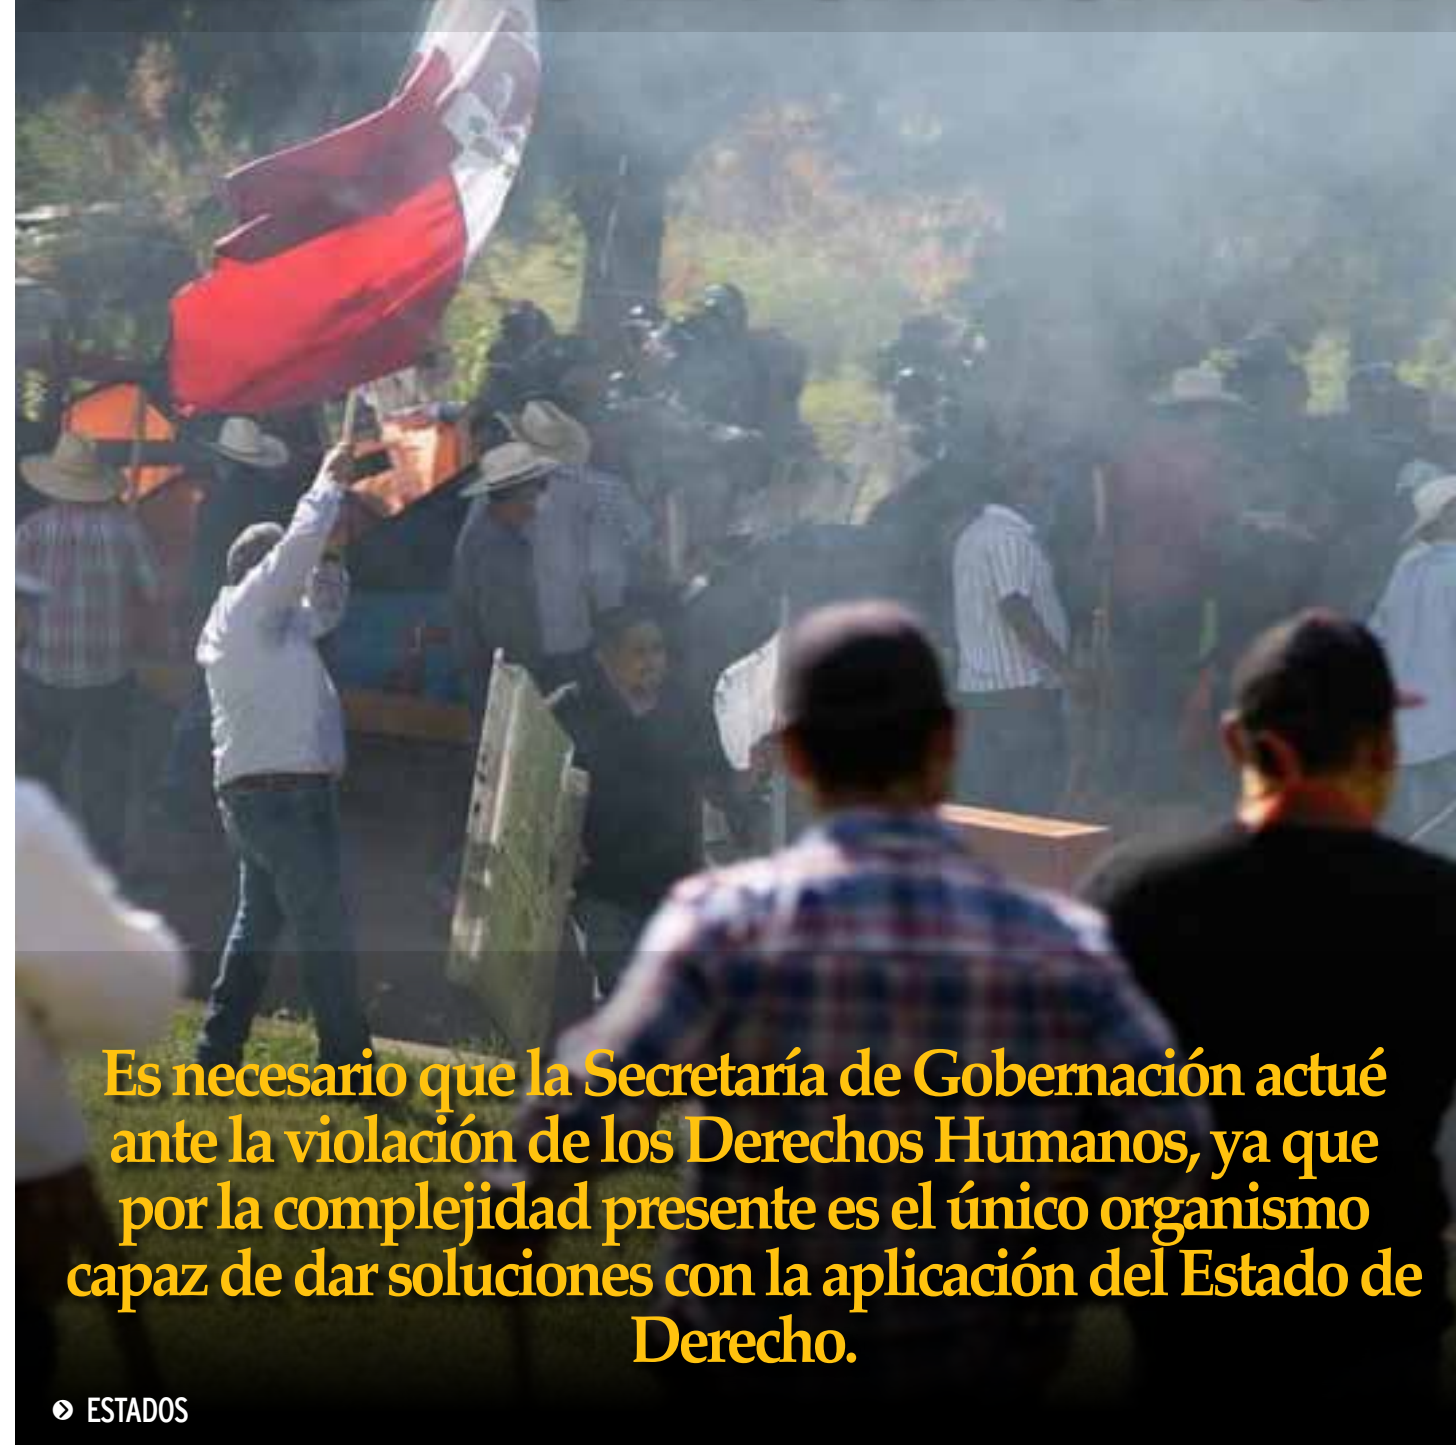 Es necesario que la Secretaría de Gobernación actué
ante la violación de los Derechos Humanos, ya que
por la complejidad presente es el único organismo
capaz de dar soluciones con la aplicación del Estado de
Derecho.
ESTADOS